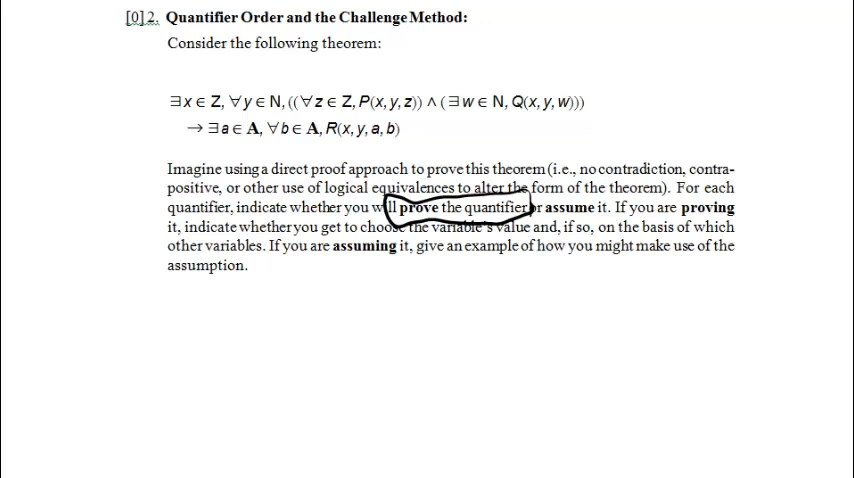 [0] 2. Quantifier Order and the Challenge Method:
Consider the following theorem:
∃x ∈ Z, ∀y ∈ N, ((∀z ∈ Z, P(x, y, z)) ∧ (∃w ∈ N, Q(x, y, w)))
→ ∃a ∈ A, ∀b ∈ A, R(x, y, a, b)
Imagine using a direct proof approach to prove this theorem (i.e., no contradiction, contra-
positive, or other use of logical equivalences to alter the form of the theorem). For each
quantifier, indicate whether you will prove the quantifier or assume it. If you are proving
it, indicate whether you get to choose the variable's value and, if so, on the basis of which
other variables. If you are assuming it, give an example of how you might make use of the
assumption.